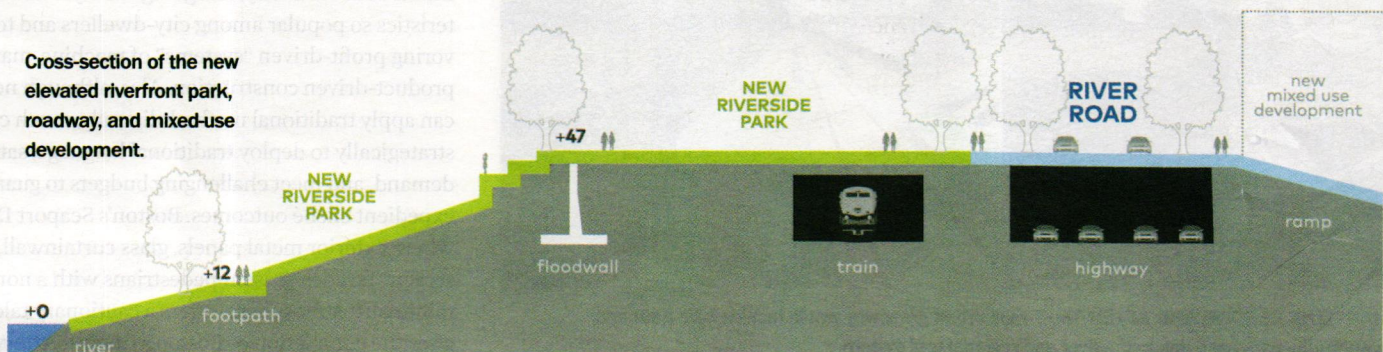 Cross-section of the new
elevated riverfront park,
roadway, and mixed-use
development.
NEW
RIVERSIDE
PARK
+0
river
+12
footpath
+47
floodwall
NEW
RIVERSIDE
PARK
train
RIVER
ROAD
highway
new
mixed use
development
ramp